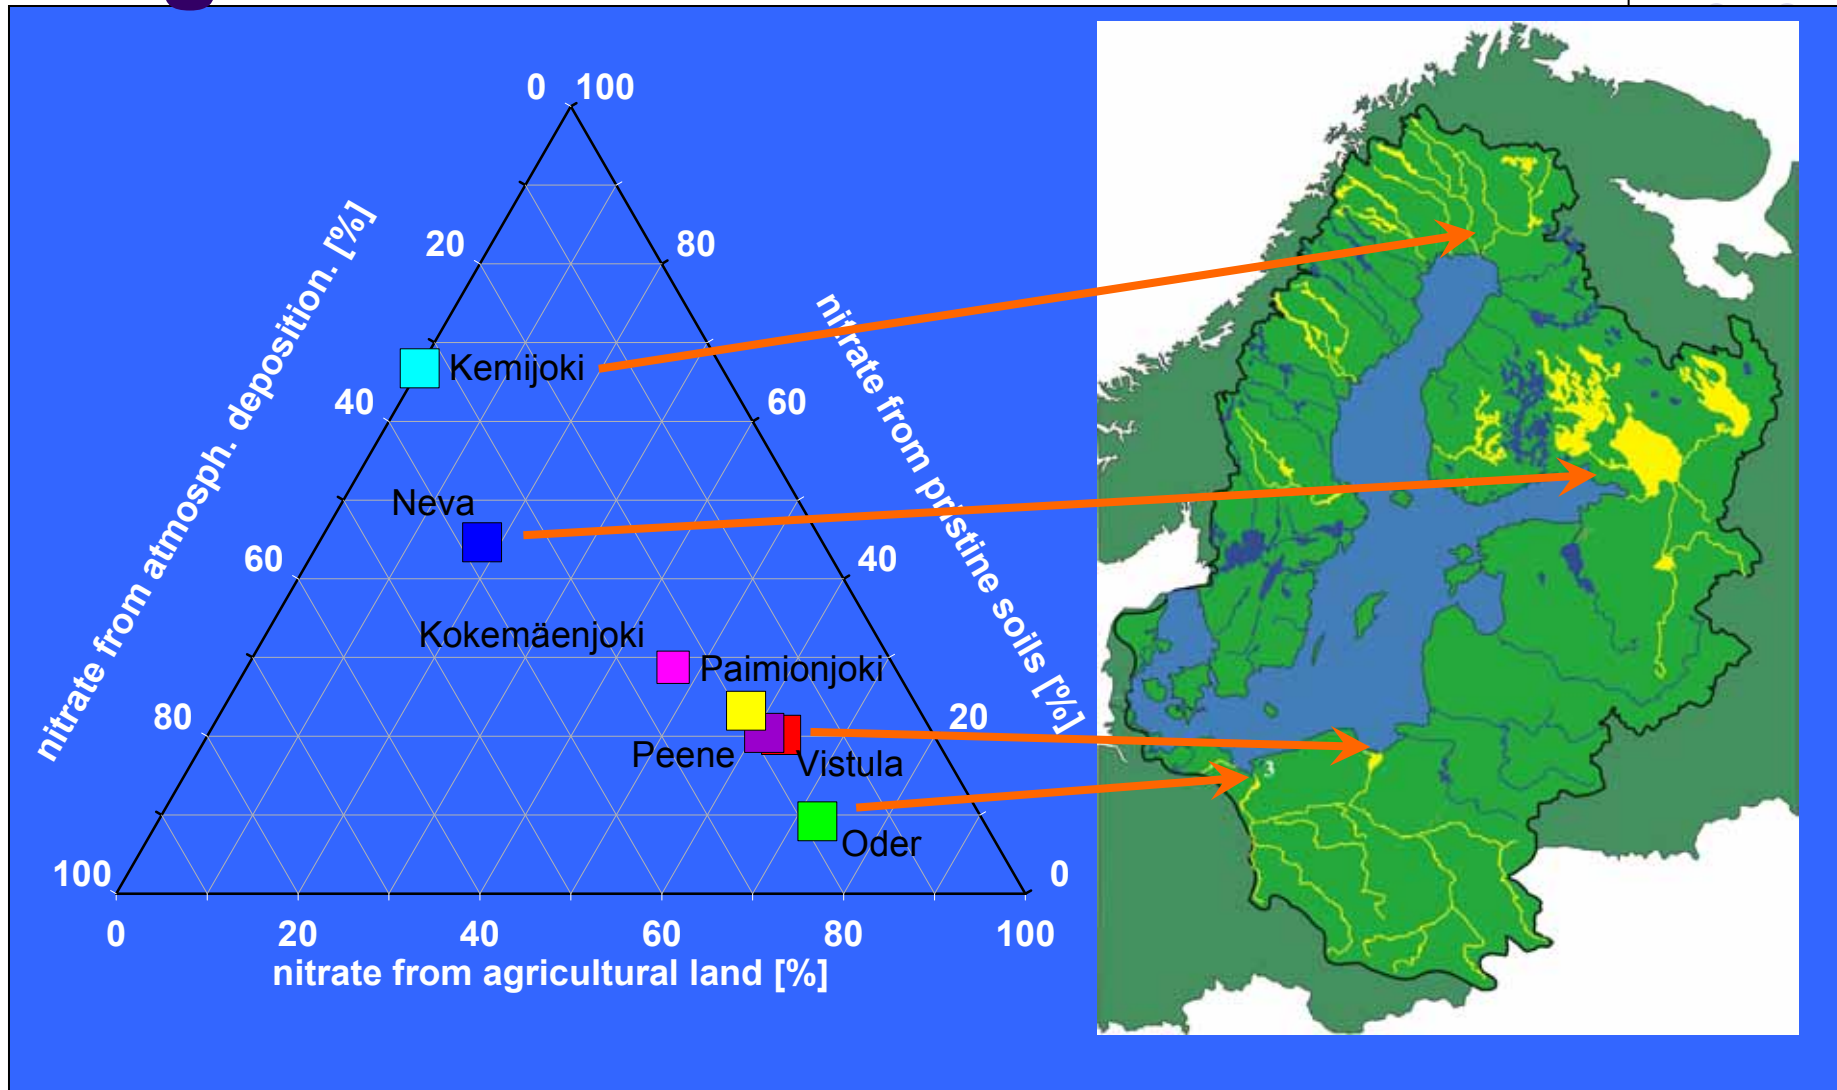 0 100
20 80
Kemijoki
40 60
Neva
60 40
Kokemäenjoki
Paimionjoki
80 20
Peene
Vistula
Oder
100 0
0 20 40 60 80 100
nitrate from agricultural land [%]
nitrate from atmosph. deposition. [%]
nitrate from pristine soils [%]
3